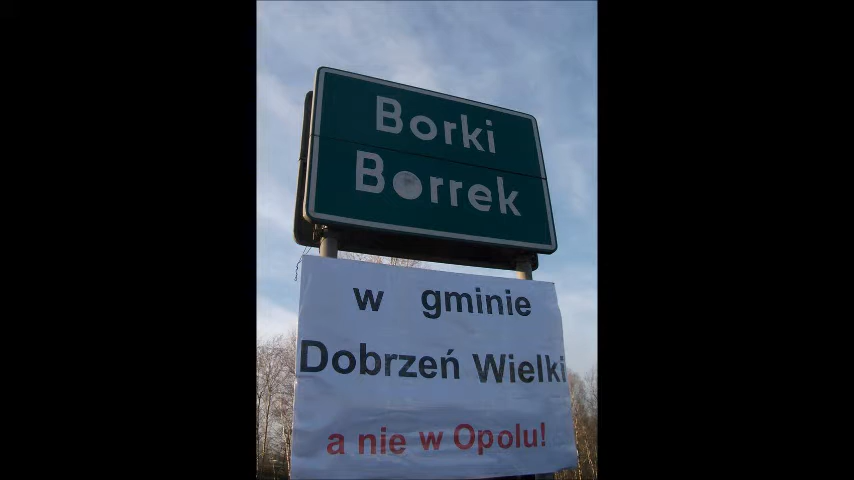 Borki
Borrek
w gminie
Dobrzeń Wielki
a nie w Opolu!